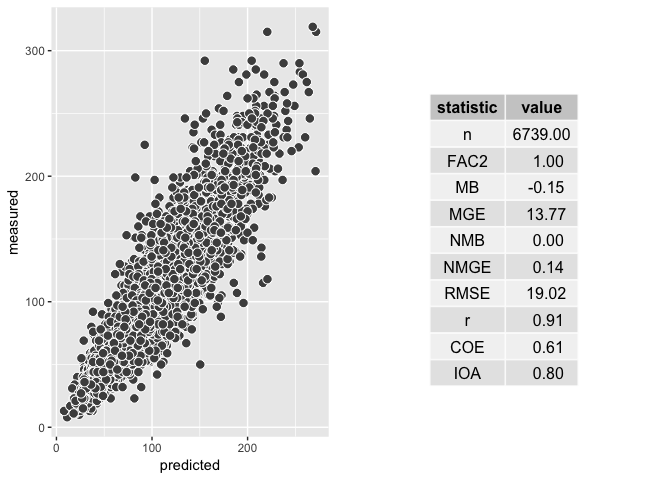 300
200
100
0
measured
0
100
200
predicted
statistic value
n 6739.00
FAC2 1.00
MB -0.15
MGE 13.77
NMB 0.00
NMGE 0.14
RMSE 19.02
r 0.91
COE 0.61
IOA 0.80